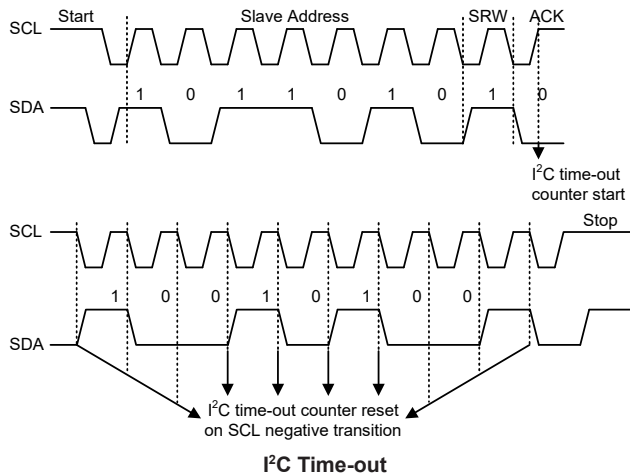 Start Slave Address SRW ACK
SCL
1 0 1 1 0 1 0 1 0
SDA
I²C time-out
counter start
Stop
SCL
1 0 0 1 0 1 0 0
SDA
I²C time-out counter reset
on SCL negative transition
I²C Time-out